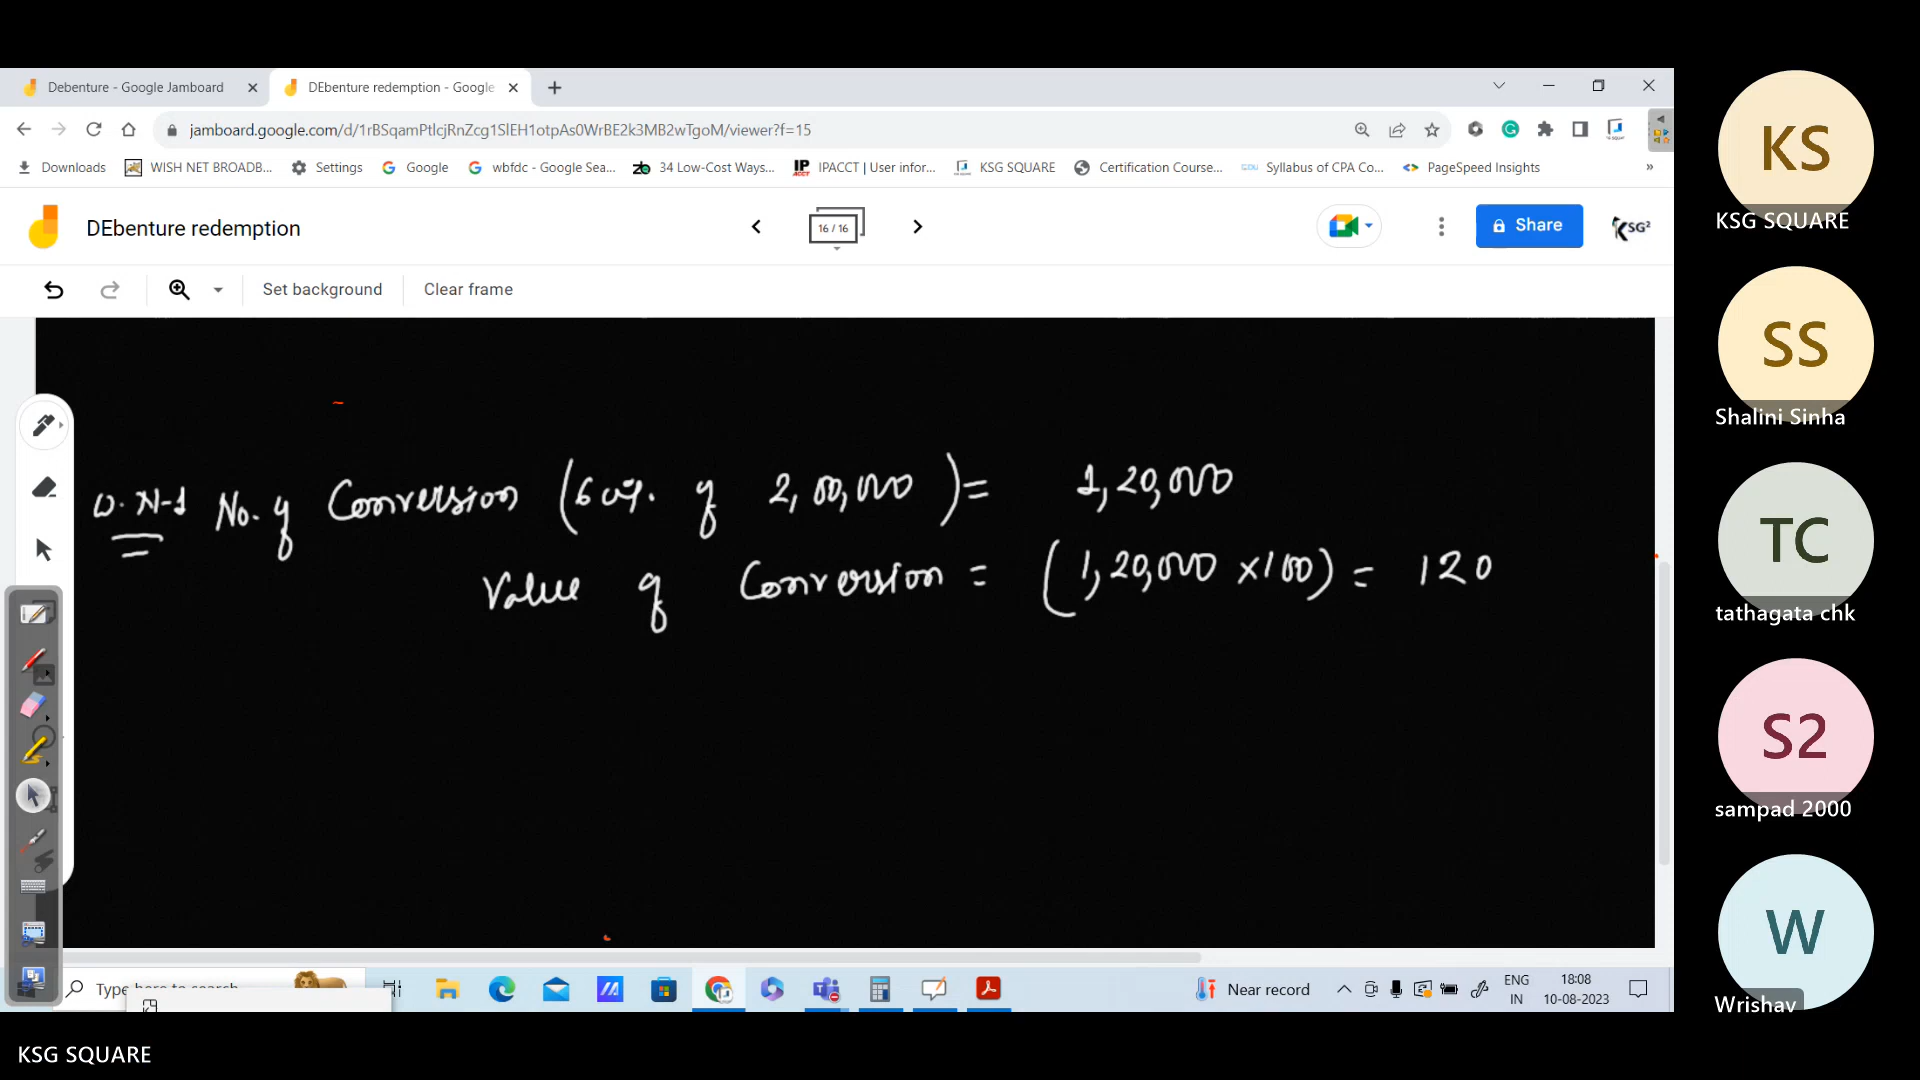 Debenture - Google Jamboard
DEbenture redemption - Google
jamboard.google.com/d/1rBSqamPtlcjRnZcg1SlEH1otpAs0WrBE2k3MB2wTgoM/viewer?f=15
Downloads WISH NET BROADB... Settings Google wbfdc - Google Sea... 34 Low-Cost Ways... IPACCT | User infor... KSG SQUARE Certification Course... Syllabus of CPA Co... PageSpeed Insights »
DEbenture redemption
16 / 16
Share
KSG²
Set background
Clear frame
W.N-1 No. of Conversion (60%. of 2,00,000) = 1,20,000
Value of Conversion = (1,20,000 x100) = 120
Near record
ENG
IN
18:08
10-08-2023
KS
KSG SQUARE
SS
Shalini Sinha
TC
tathagata chk
S2
sampad 2000
W
Wrishav
KSG SQUARE